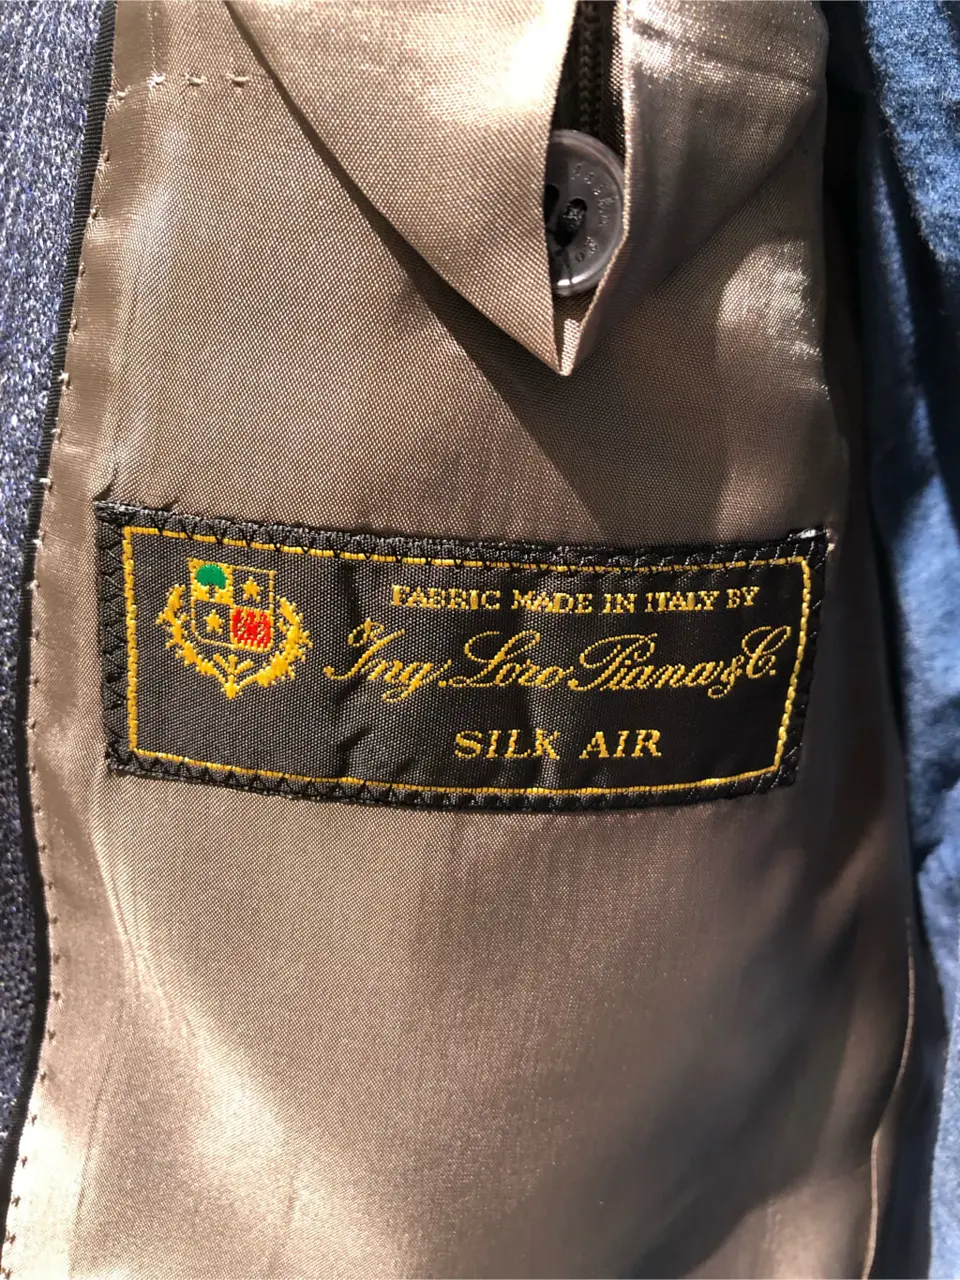 FABRIC MADE IN ITALY BY
Ing. Loro Piana & C.
SILK AIR